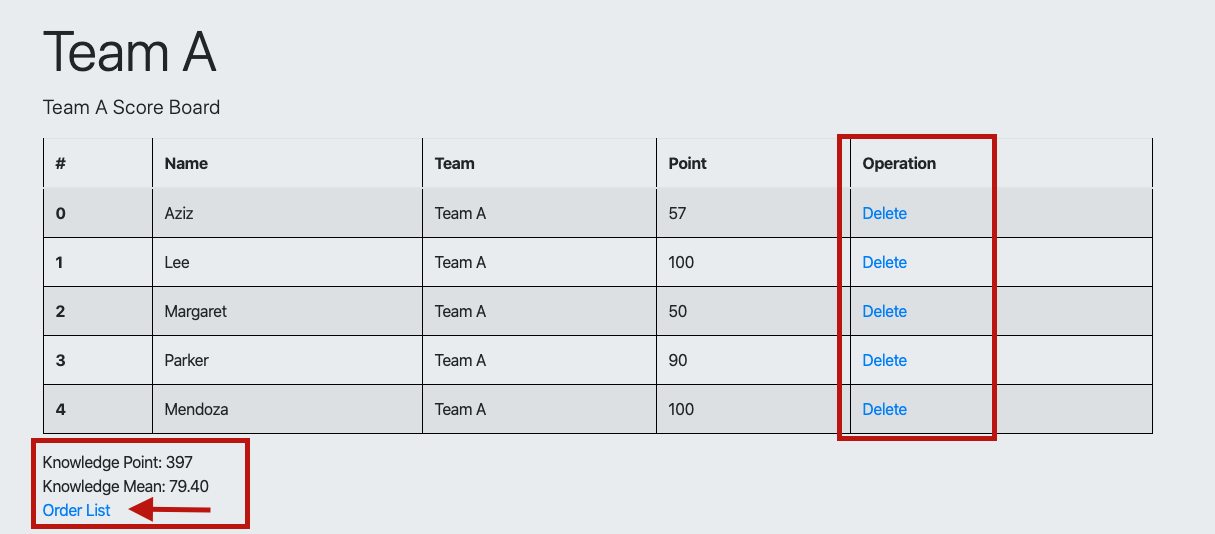 Team A
Team A Score Board
# Name Team Point Operation
0 Aziz Team A 57 Delete
1 Lee Team A 100 Delete
2 Margaret Team A 50 Delete
3 Parker Team A 90 Delete
4 Mendoza Team A 100 Delete
Knowledge Point: 397
Knowledge Mean: 79.40
Order List